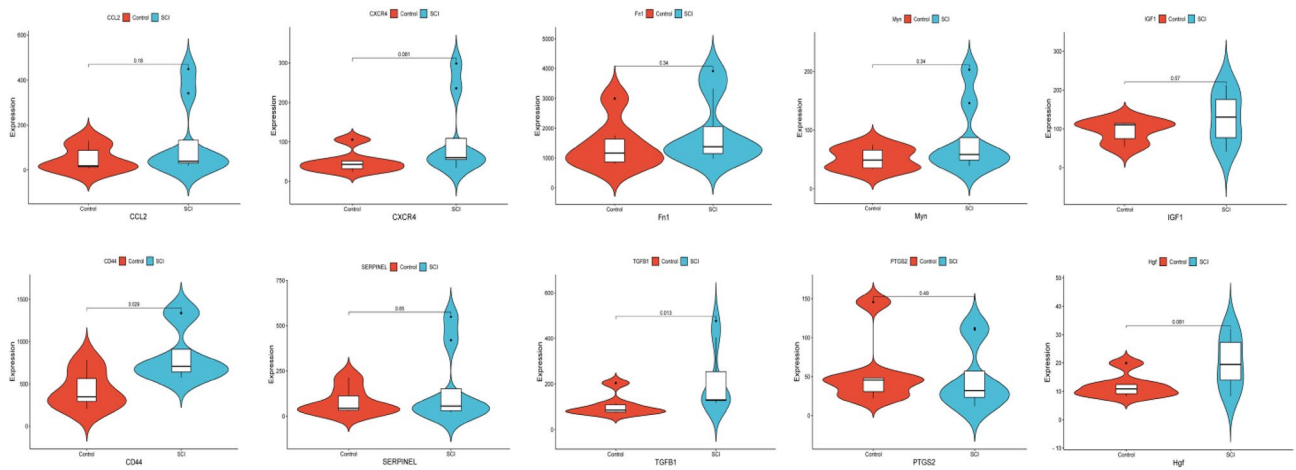 CCL2 Control SCI
600
400
200
0
Expression
0.18
Control SCI
CCL2
CXCR4 Control SCI
300
200
100
0
Expression
0.081
Control SCI
CXCR4
Fn1 Control SCI
5000
4000
3000
2000
1000
0
Expression
0.34
Control SCI
Fn1
Myn Control SCI
200
100
0
Expression
0.34
Control SCI
Myn
IGF1 Control SCI
300
200
100
0
Expression
0.57
Control SCI
IGF1
CD44 Control SCI
1500
1000
500
0
Expression
0.029
Control SCI
CD44
SERPINEL Control SCI
750
500
250
0
Expression
0.65
Control SCI
SERPINEL
TGFB1 Control SCI
600
400
200
0
Expression
0.013
Control SCI
TGFB1
PTGS2 Control SCI
150
100
50
0
Expression
0.49
Control SCI
PTGS2
Hgf Control SCI
50
40
30
20
10
0
-10
Expression
0.081
Control SCI
Hgf